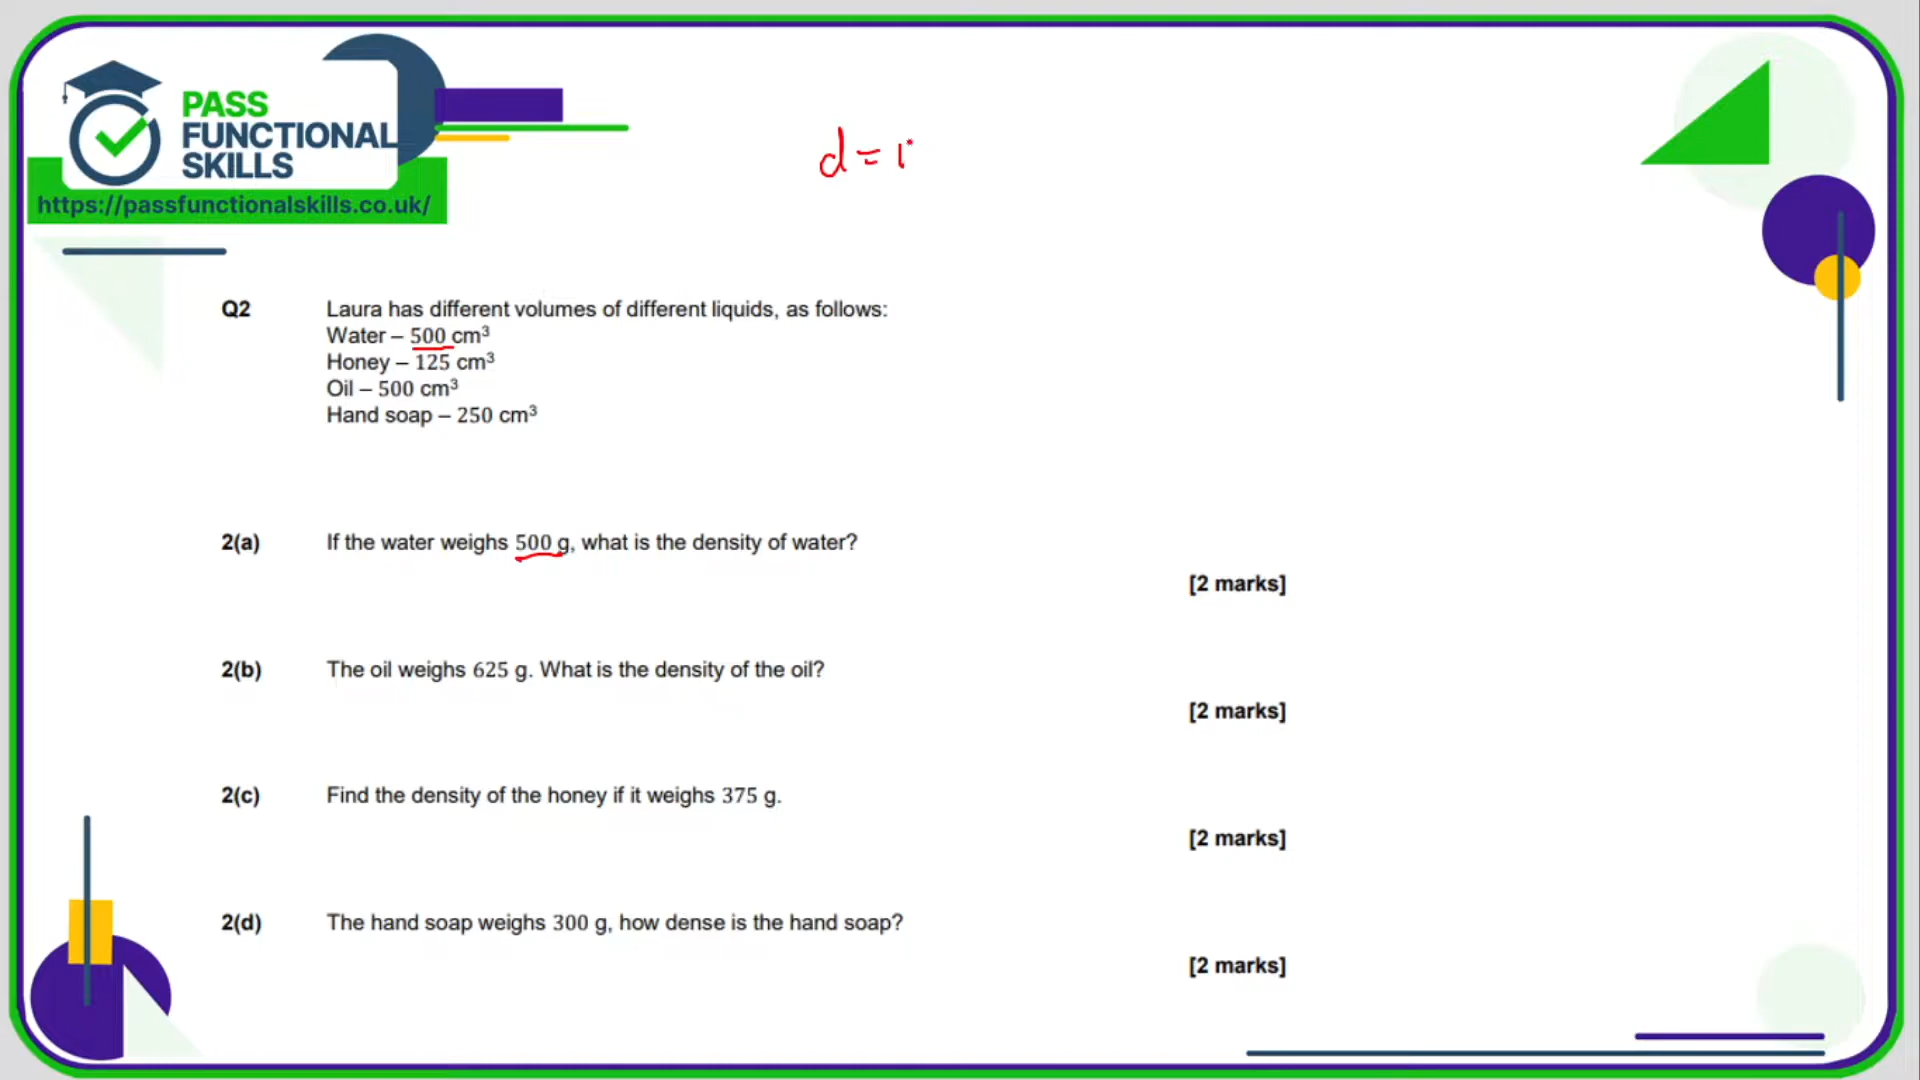 PASS
FUNCTIONAL
SKILLS
https://passfunctionalskills.co.uk/
d =
Q2 Laura has different volumes of different liquids, as follows:
Water – 500 cm³
Honey – 125 cm³
Oil – 500 cm³
Hand soap – 250 cm³
2(a) If the water weighs 500 g, what is the density of water?
[2 marks]
2(b) The oil weighs 625 g. What is the density of the oil?
[2 marks]
2(c) Find the density of the honey if it weighs 375 g.
[2 marks]
2(d) The hand soap weighs 300 g, how dense is the hand soap?
[2 marks]